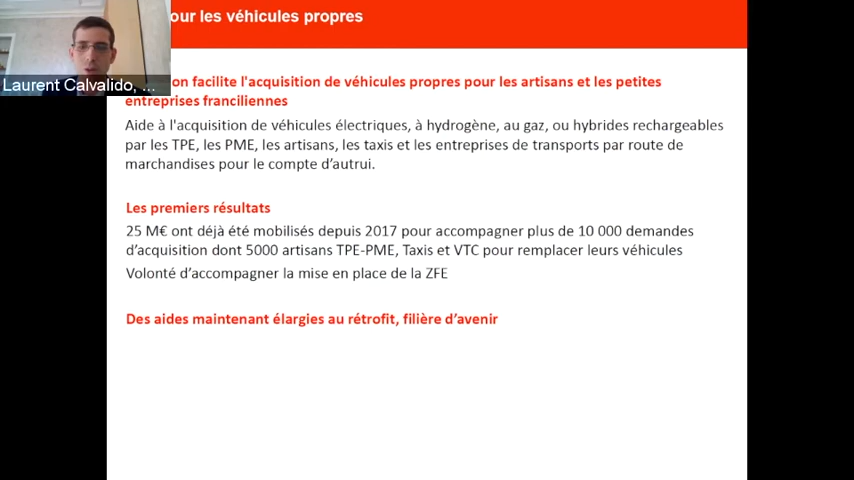 our les véhicules propres
Laurent Calvalido, ...
on facilite l'acquisition de véhicules propres pour les artisans et les petites
entreprises franciliennes
Aide à l'acquisition de véhicules électriques, à hydrogène, au gaz, ou hybrides rechargeables
par les TPE, les PME, les artisans, les taxis et les entreprises de transports par route de
marchandises pour le compte d'autrui.
Les premiers résultats
25 M€ ont déjà été mobilisés depuis 2017 pour accompagner plus de 10 000 demandes
d'acquisition dont 5000 artisans TPE-PME, Taxis et VTC pour remplacer leurs véhicules
Volonté d'accompagner la mise en place de la ZFE
Des aides maintenant élargies au rétrofit, filière d'avenir